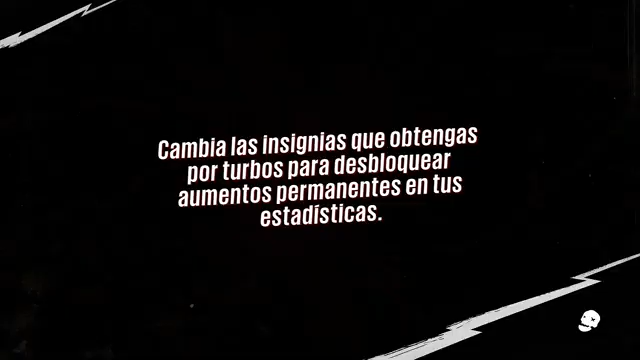 Cambia las insignias que obtengas
por turbos para desbloquear
aumentos permanentes en tus
estadísticas.